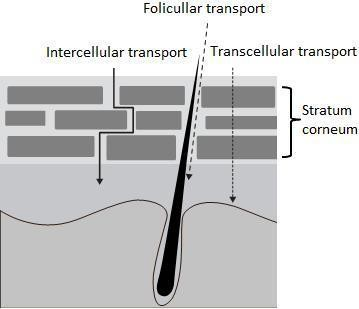 Folicullar transport
Intercellular transport
Transcellular transport
Stratum
corneum